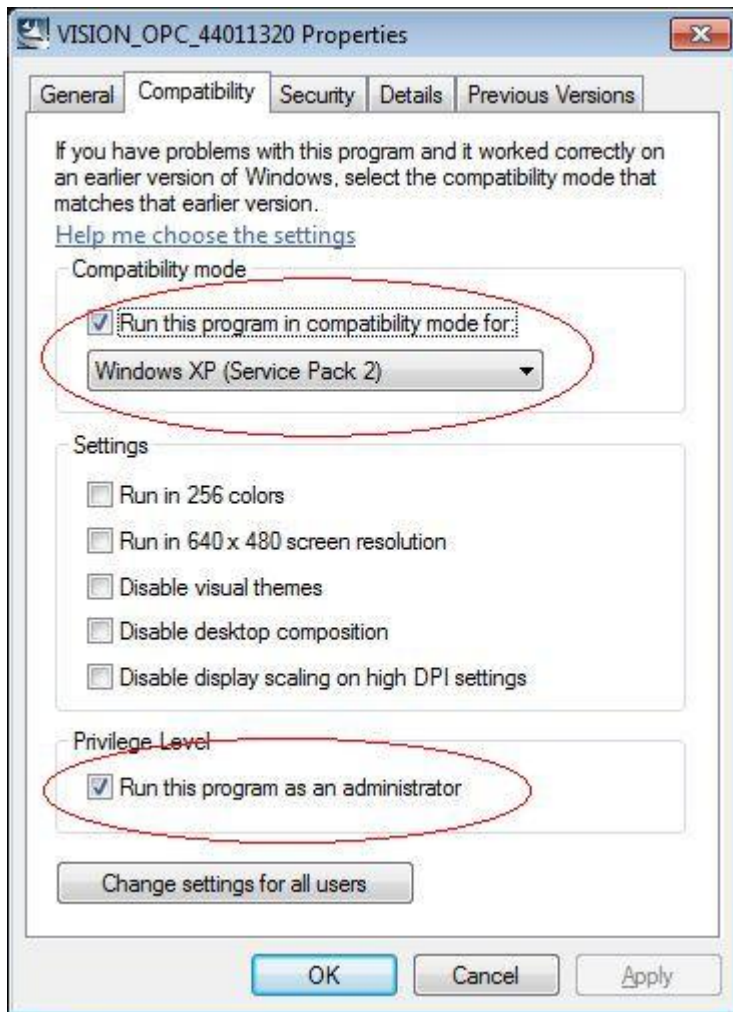 VISION_OPC_44011320 Properties
General Compatibility Security Details Previous Versions
If you have problems with this program and it worked correctly on
an earlier version of Windows, select the compatibility mode that
matches that earlier version.
Help me choose the settings
Compatibility mode
Run this program in compatibility mode for:
Windows XP (Service Pack 2)
Settings
Run in 256 colors
Run in 640 x 480 screen resolution
Disable visual themes
Disable desktop composition
Disable display scaling on high DPI settings
Privilege Level
Run this program as an administrator
Change settings for all users
OK Cancel Apply